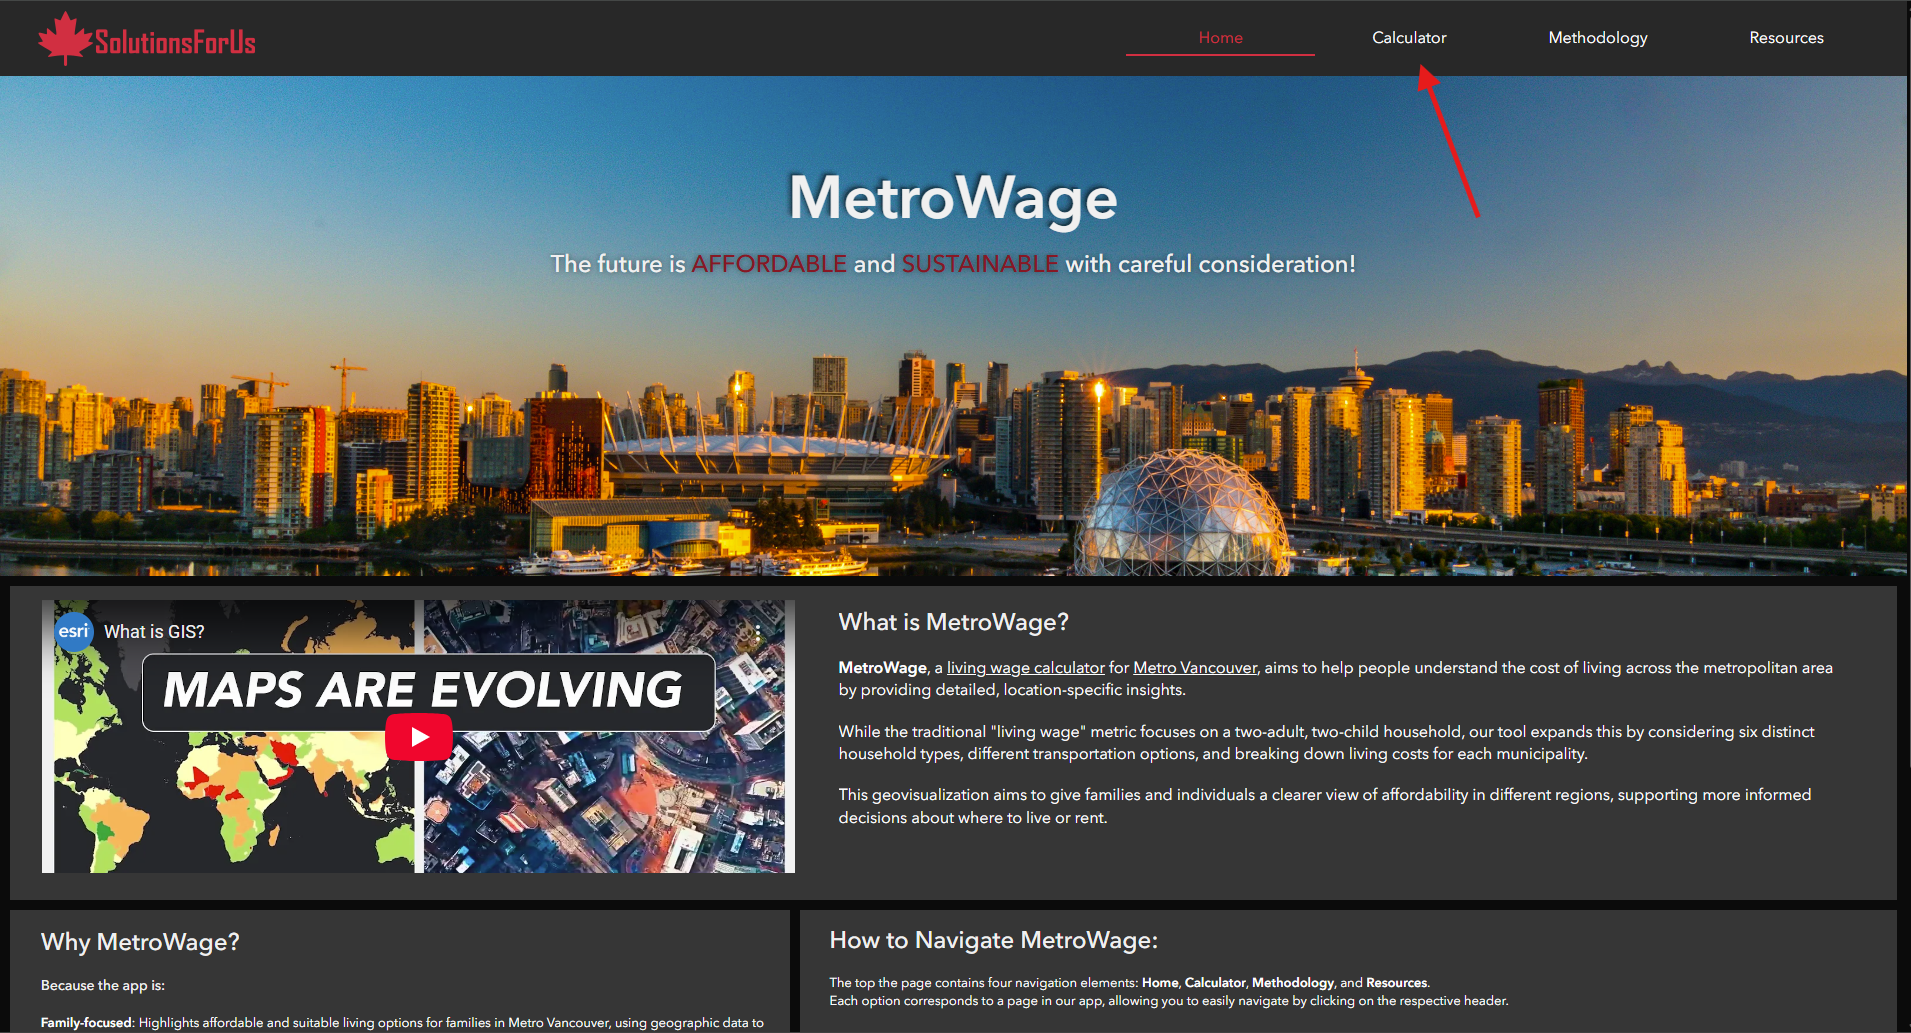 SolutionsForUs
Home
Calculator
Methodology
Resources
MetroWage
The future is AFFORDABLE and SUSTAINABLE with careful consideration!
esri What is GIS?
MAPS ARE EVOLVING
What is MetroWage?
MetroWage, a living wage calculator for Metro Vancouver, aims to help people understand the cost of living across the metropolitan area
by providing detailed, location-specific insights.
While the traditional "living wage" metric focuses on a two-adult, two-child household, our tool expands this by considering six distinct
household types, different transportation options, and breaking down living costs for each municipality.
This geovisualization aims to give families and individuals a clearer view of affordability in different regions, supporting more informed
decisions about where to live or rent.
Why MetroWage?
Because the app is:
Family-focused: Highlights affordable and suitable living options for families in Metro Vancouver, using geographic data to
How to Navigate MetroWage:
The top the page contains four navigation elements: Home, Calculator, Methodology, and Resources.
Each option corresponds to a page in our app, allowing you to easily navigate by clicking on the respective header.